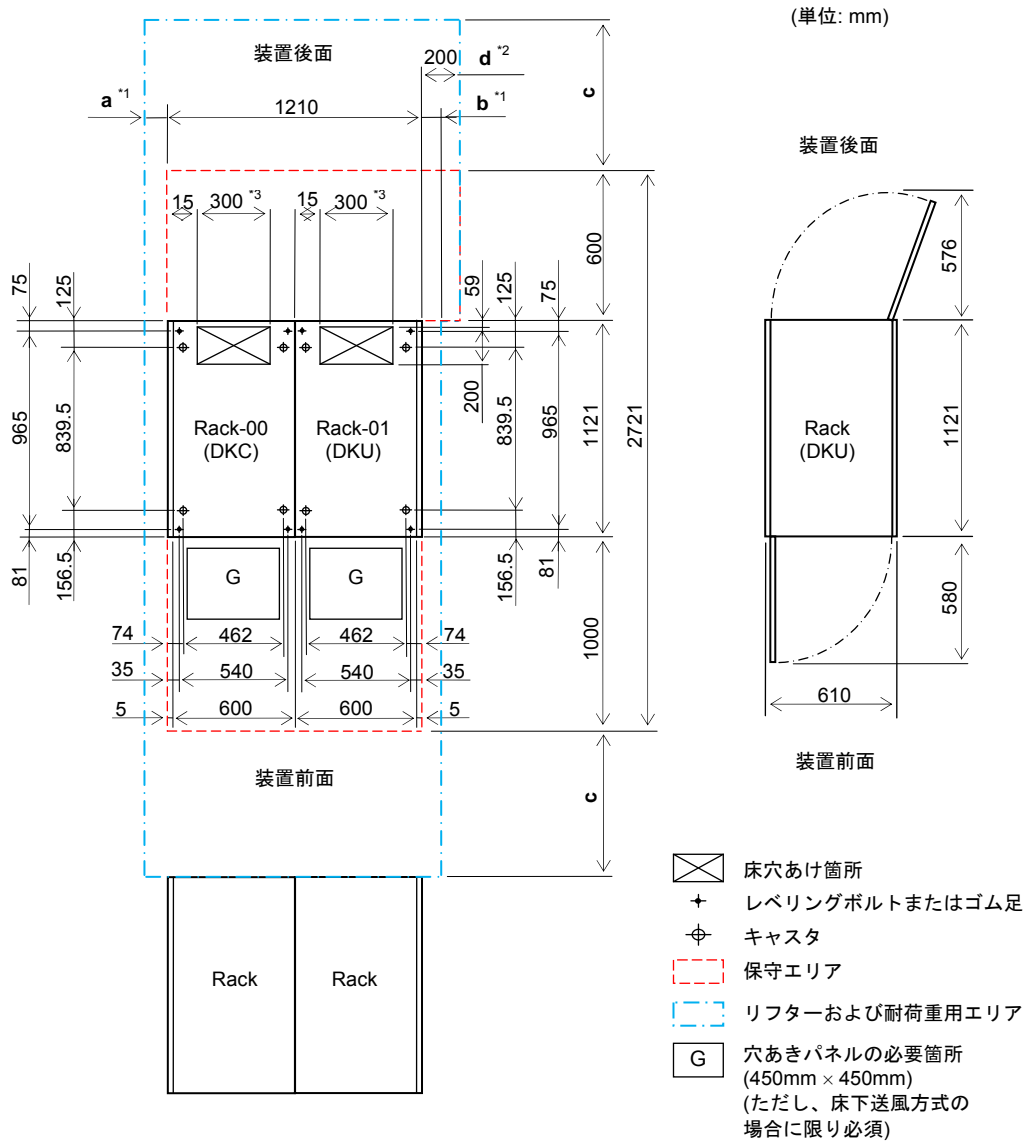 (単位: mm)
装置後面
200
d *2
a *1
1210
b *1
c
装置後面
15
300 *3
15
300 *3
75
125
59
125
75
600
576
965
839.5
Rack-00
(DKC)
Rack-01
(DKU)
200
839.5
965
1121
2721
Rack
(DKU)
1121
81
156.5
G
G
156.5
81
580
74
462
462
74
1000
35
540
540
35
610
5
600
600
5
装置前面
装置前面
c
床穴あけ箇所
レベリングボルトまたはゴム足
キャスタ
保守エリア
リフターおよび耐荷重用エリア
G
穴あきパネルの必要箇所
(450mm × 450mm)
(ただし、床下送風方式の
場合に限り必須)
Rack
Rack